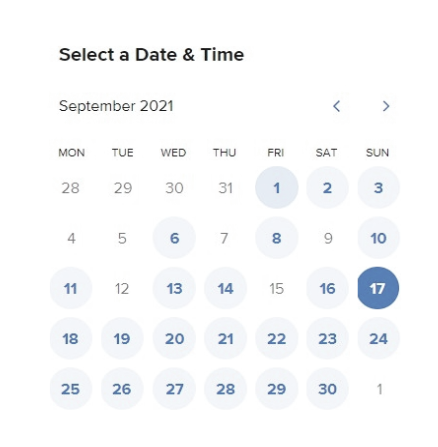 Select a Date & Time
September 2021
MON TUE WED THU FRI SAT SUN
28 29 30 31 1 2 3
4 5 6 7 8 9 10
11 12 13 14 15 16 17
18 19 20 21 22 23 24
25 26 27 28 29 30 1